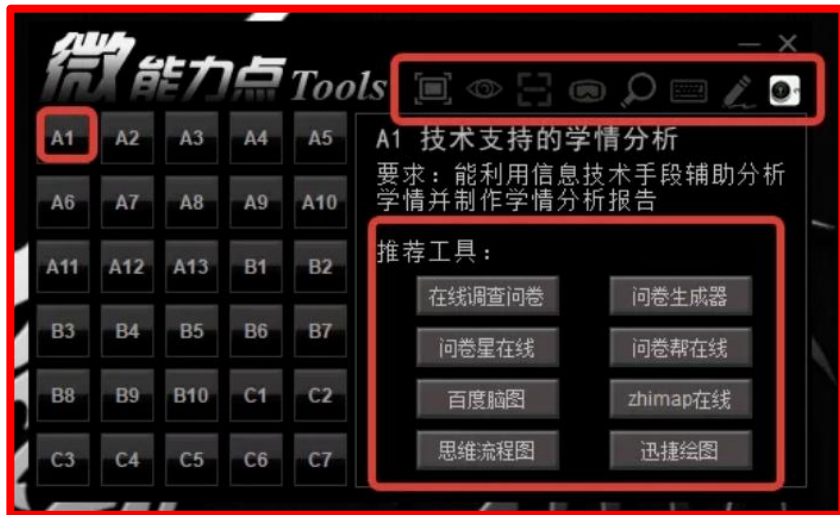 微能力点Tools
A1 A2 A3 A4 A5
A6 A7 A8 A9 A10
A11 A12 A13 B1 B2
B3 B4 B5 B6 B7
B8 B9 B10 C1 C2
C3 C4 C5 C6 C7
A1 技术支持的学情分析
要求：能利用信息技术手段辅助分析
学情并制作学情分析报告
推荐工具：
在线调查问卷 问卷生成器
问卷星在线 问卷帮在线
百度脑图 zhimap在线
思维流程图 迅捷绘图